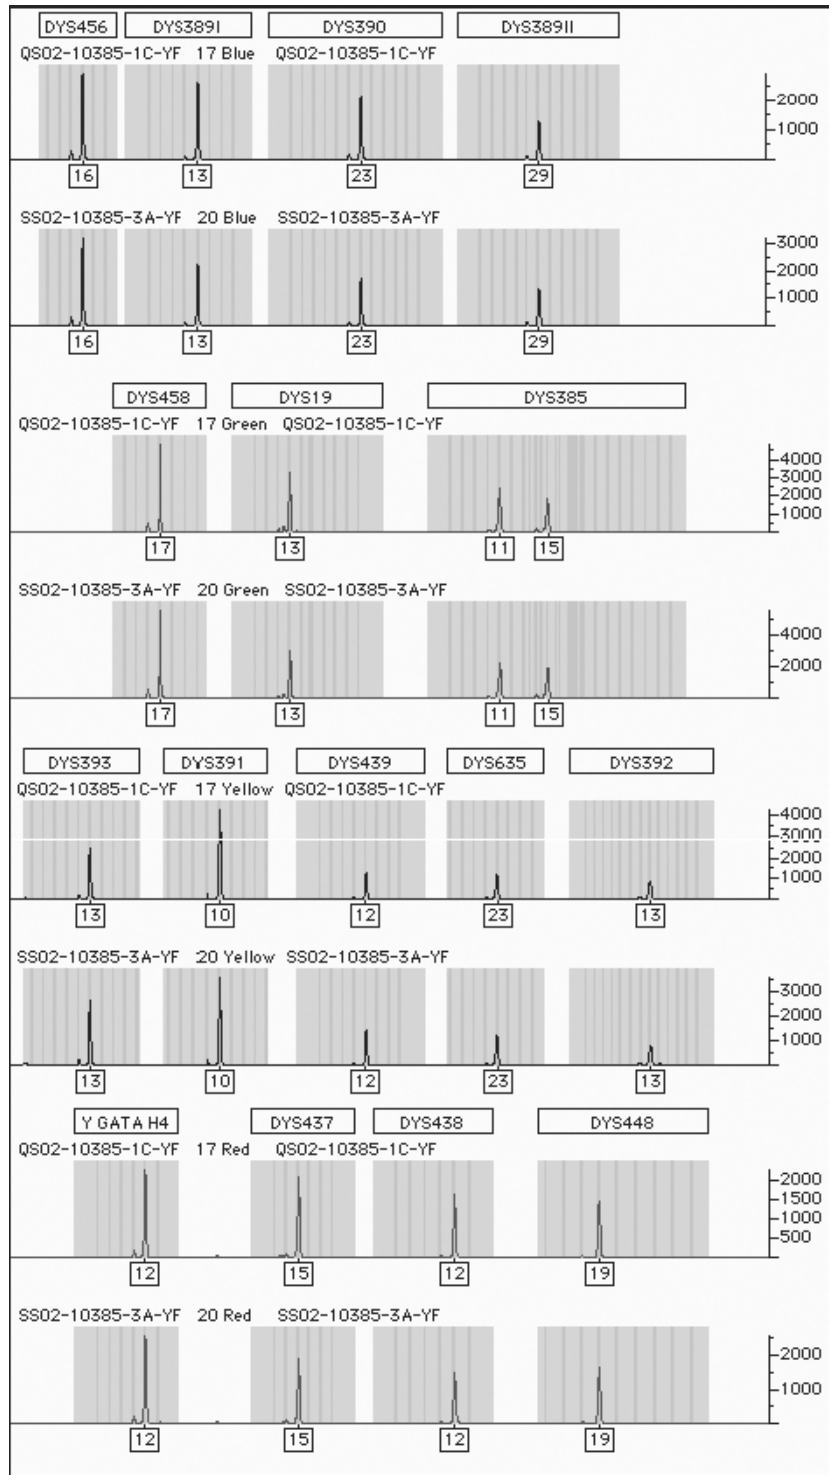 DYS456 DYS389I DYS390 DYS389II
QS02-10385-1C-YF 17 Blue QS02-10385-1C-YF
2000
1000
16 13 23 29
SS02-10385-3A-YF 20 Blue SS02-10385-3A-YF
3000
2000
1000
16 13 23 29
DYS458 DYS19 DYS385
QS02-10385-1C-YF 17 Green QS02-10385-1C-YF
4000
3000
2000
1000
17 13 11 15
SS02-10385-3A-YF 20 Green SS02-10385-3A-YF
4000
2000
17 13 11 15
DYS393 DYS391 DYS439 DYS635 DYS392
QS02-10385-1C-YF 17 Yellow QS02-10385-1C-YF
4000
3000
2000
1000
13 10 12 23 13
SS02-10385-3A-YF 20 Yellow SS02-10385-3A-YF
3000
2000
1000
13 10 12 23 13
Y GATA H4 DYS437 DYS438 DYS448
QS02-10385-1C-YF 17 Red QS02-10385-1C-YF
2000
1500
1000
500
12 15 12 19
SS02-10385-3A-YF 20 Red SS02-10385-3A-YF
2000
1000
12 15 12 19